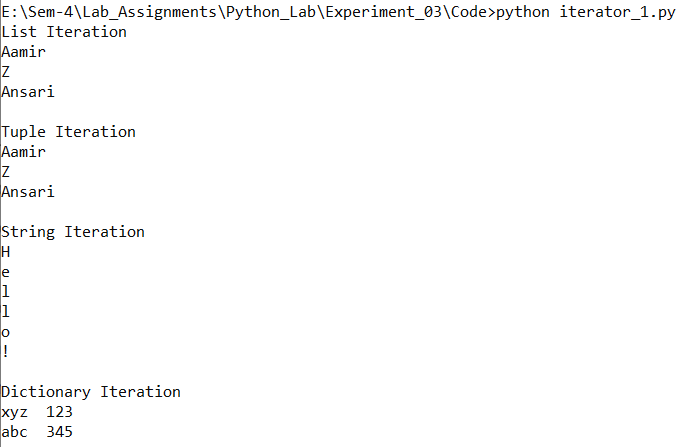 E:\Sem-4\Lab_Assignments\Python_Lab\Experiment_03\Code>python iterator_1.py
List Iteration
Aamir
Z
Ansari

Tuple Iteration
Aamir
Z
Ansari

String Iteration
H
e
l
l
o
!

Dictionary Iteration
xyz  123
abc  345